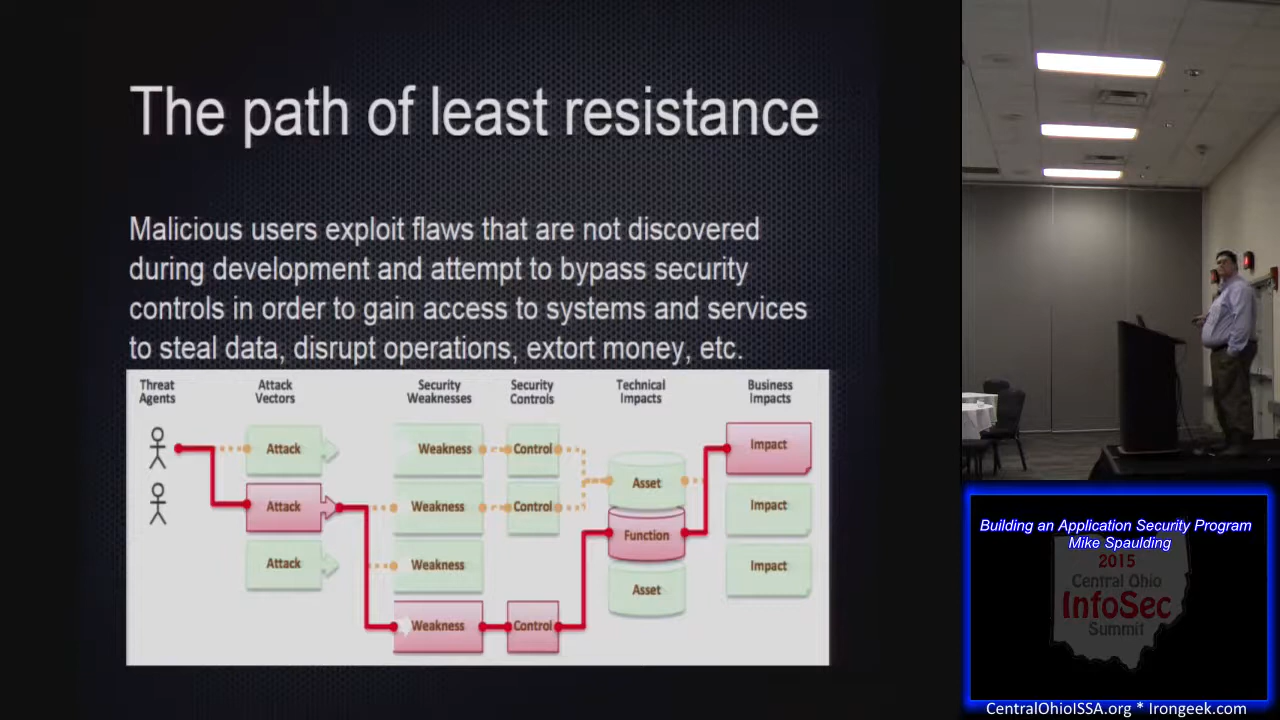 The path of least resistance
Malicious users exploit flaws that are not discovered
during development and attempt to bypass security
controls in order to gain access to systems and services
to steal data, disrupt operations, extort money, etc.
Threat Agents
Attack Vectors
Security Weaknesses
Security Controls
Technical Impacts
Business Impacts
Attack
Weakness
Control
Impact
Asset
Attack
Weakness
Control
Impact
Function
Attack
Weakness
Impact
Asset
Weakness
Control
Building an Application Security Program
Mike Spaulding
2015
Central Ohio
InfoSec
Summit
CentralOhioISSA.org * Irongeek.com